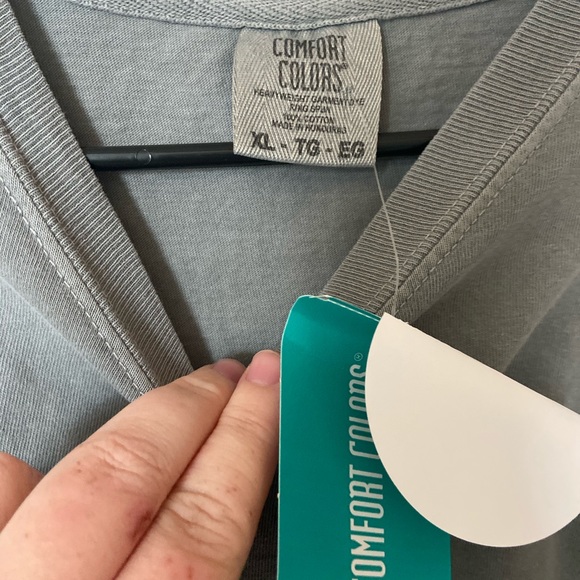 COMFORT
COLORS®
HEAVYWEIGHT GARMENT DYE
RING SPUN
100% COTTON
MADE IN HONDURAS
XL - TG - EG
COMFORT COLORS®